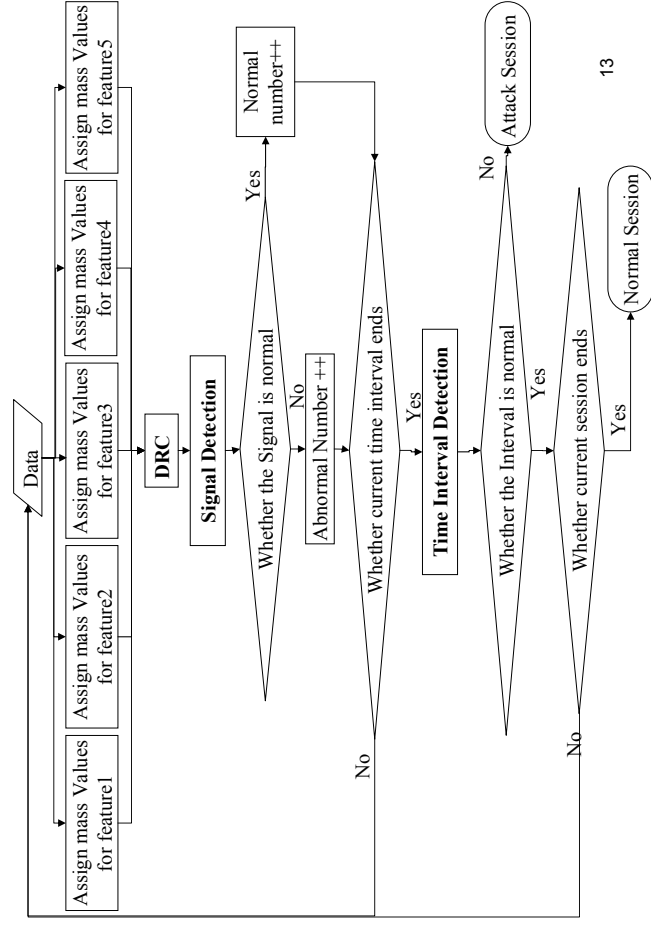 Data
Assign mass Values
for feature1
Assign mass Values
for feature2
Assign mass Values
for feature3
Assign mass Values
for feature4
Assign mass Values
for feature5
DRC
Signal Detection
Whether the Signal is normal
Yes
Normal
number++
No
Abnormal Number ++
Whether current time interval ends
No
Yes
Time Interval Detection
Whether the Interval is normal
No
Attack Session
Yes
Whether current session ends
No
Yes
Normal Session
13